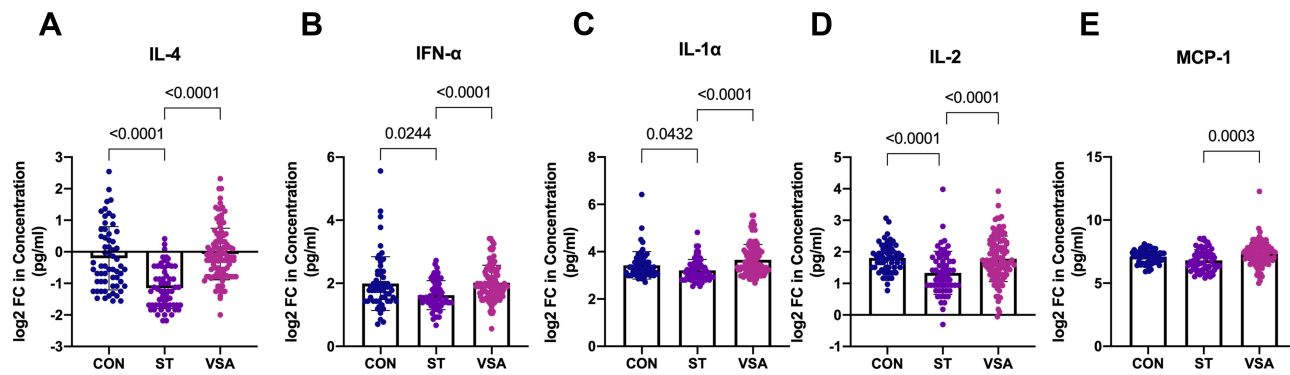 A
IL-4
<0.0001
<0.0001
log2 FC in Concentration
(pg/ml)
3
2
1
0
-1
-2
-3
CON ST VSA
B
IFN-α
<0.0001
0.0244
log2 FC in Concentration
(pg/ml)
6
4
2
0
CON ST VSA
C
IL-1α
<0.0001
0.0432
log2 FC in Concentration
(pg/ml)
8
6
4
2
0
CON ST VSA
D
IL-2
<0.0001
<0.0001
log2 FC in Concentration
(pg/ml)
5
4
3
2
1
0
-1
CON ST VSA
E
MCP-1
0.0003
log2 FC in Concentration
(pg/ml)
15
10
5
0
CON ST VSA